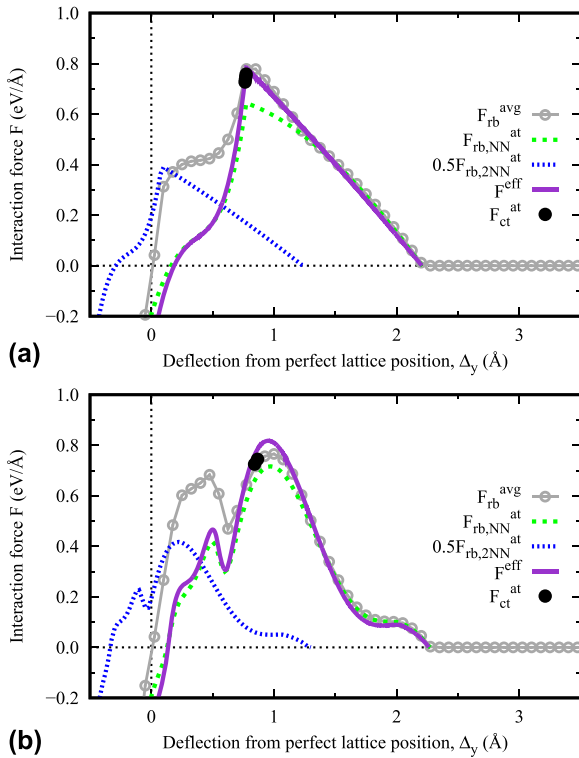 Interaction force F (eV/Å)
1.0
0.8
0.6
0.4
0.2
0.0
−0.2
F_rb^avg
F_rb,NN^at
0.5F_rb,2NN^at
F^eff
F_ct^at
0 1 2 3
(a) Deflection from perfect lattice position, Δ_y (Å)
Interaction force F (eV/Å)
1.0
0.8
0.6
0.4
0.2
0.0
−0.2
F_rb^avg
F_rb,NN^at
0.5F_rb,2NN^at
F^eff
F_ct^at
0 1 2 3
(b) Deflection from perfect lattice position, Δ_y (Å)